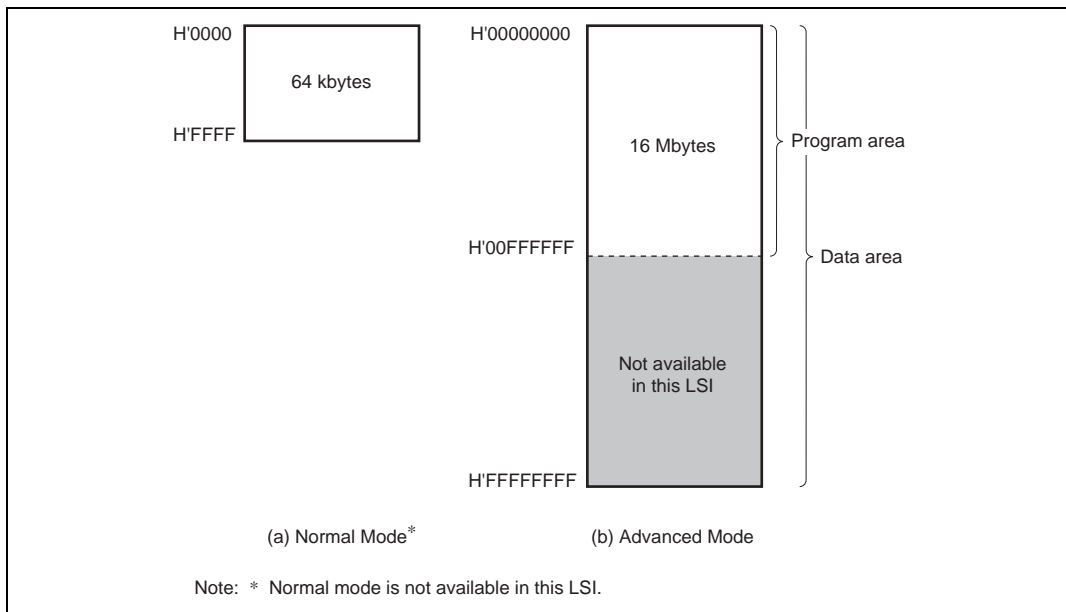 H'0000
64 kbytes
H'FFFF
H'00000000
16 Mbytes
Program area
H'00FFFFFF
Data area
Not available
in this LSI
H'FFFFFFFF
(a) Normal Mode*
(b) Advanced Mode
Note: * Normal mode is not available in this LSI.